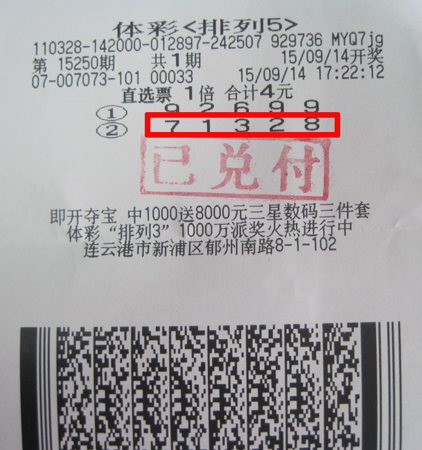 体彩<排列5>
110328-142000-012897-242507 929736 MYQ7jg
第 15250期 共1期 15/09/14开奖
07-007073-101 00033 15/09/14 17:22:12
直选票 1倍 合计4元
① 9 2 6 9 9
② 7 1 3 2 8
已兑付
即开夺宝 中1000送8000元三星数码三件套
体彩“排列3”1000万派奖火热进行中
连云港市新浦区郁州南路8-1-102